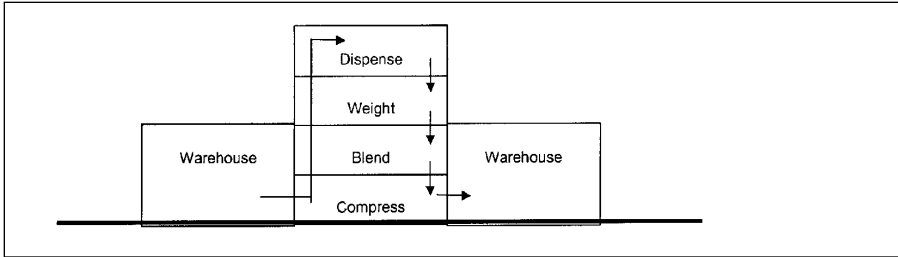 Dispense
Weight
Warehouse
Blend
Warehouse
Compress